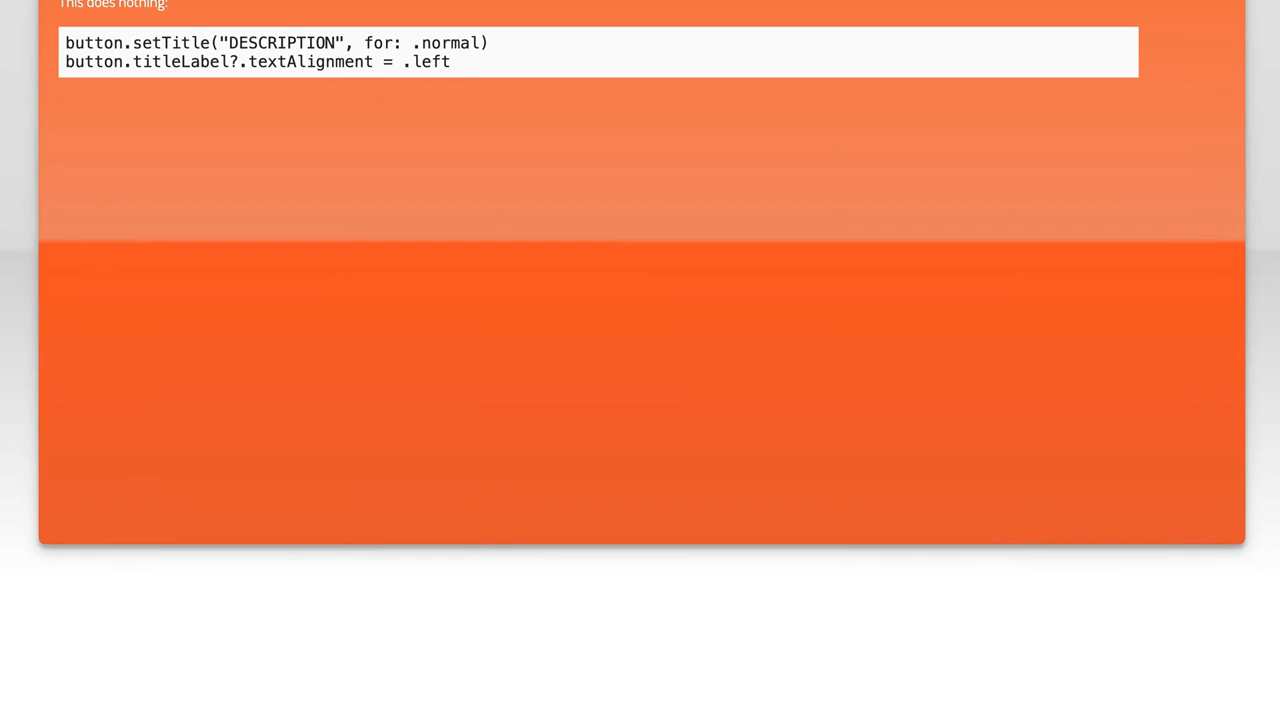 This does nothing:
button.setTitle("DESCRIPTION", for: .normal)
button.titleLabel?.textAlignment = .left